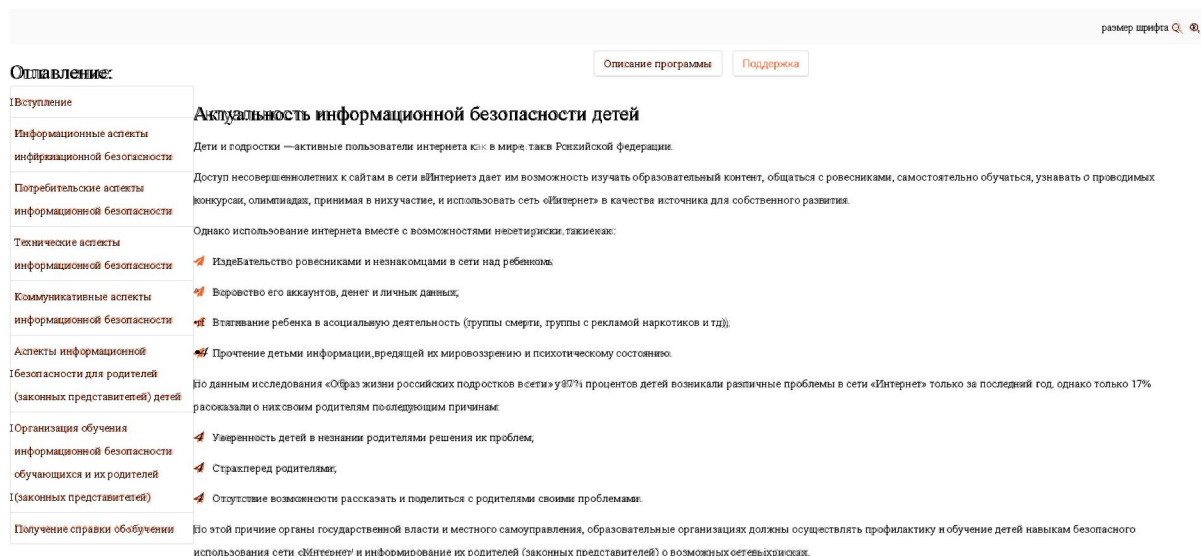 размер шрифта
Описание программы
Поддержка
Оглавление:
Вступление
Информационные аспекты
информационной безопасности
Потребительские аспекты
информационной безопасности
Технические аспекты
информационной безопасности
Коммуникативные аспекты
информационной безопасности
Аспекты информационной
безопасности для родителей
(законных представителей) детей
Организация обучения
информационной безопасности
обучающихся и их родителей
(законных представителей)
Получение справки об обучении
Актуальность информационной безопасности детей
Дети и подростки — активные пользователи интернета как в мире, так в Российской федерации.
Доступ несовершеннолетних к сайтам в сети «Интернет» дает им возможность изучать образовательный контент, общаться с ровесниками, самостоятельно обучаться, узнавать о проводимых
конкурсах, олимпиадах, принимая в них участие, и использовать сеть «Интернет» в качества источника для собственного развития.
Однако использование интернета вместе с возможностями несет и риски, такие как:
Издевательство ровесниками и незнакомцами в сети над ребенком;
Воровство его аккаунтов, денег и личных данных;
Втягивание ребенка в асоциальную деятельность (группы смерти, группы с рекламой наркотиков и тд);
Прочтение детьми информации, вредящей их мировоззрению и психотическому состоянию.
По данным исследования «Образ жизни российских подростков в сети» у 87% процентов детей возникали различные проблемы в сети «Интернет» только за последний год, однако только 17%
рассказали о них своим родителям по следующим причинам:
Уверенность детей в незнании родителями решения их проблем;
Страх перед родителями;
Отсутствие возможности рассказать и поделиться с родителями своими проблемами.
По этой причине органы государственной власти и местного самоуправления, образовательные организациях должны осуществлять профилактику и обучение детей навыкам безопасного
использования сети «Интернет» и информирование их родителей (законных представителей) о возможных сетевых рисках.